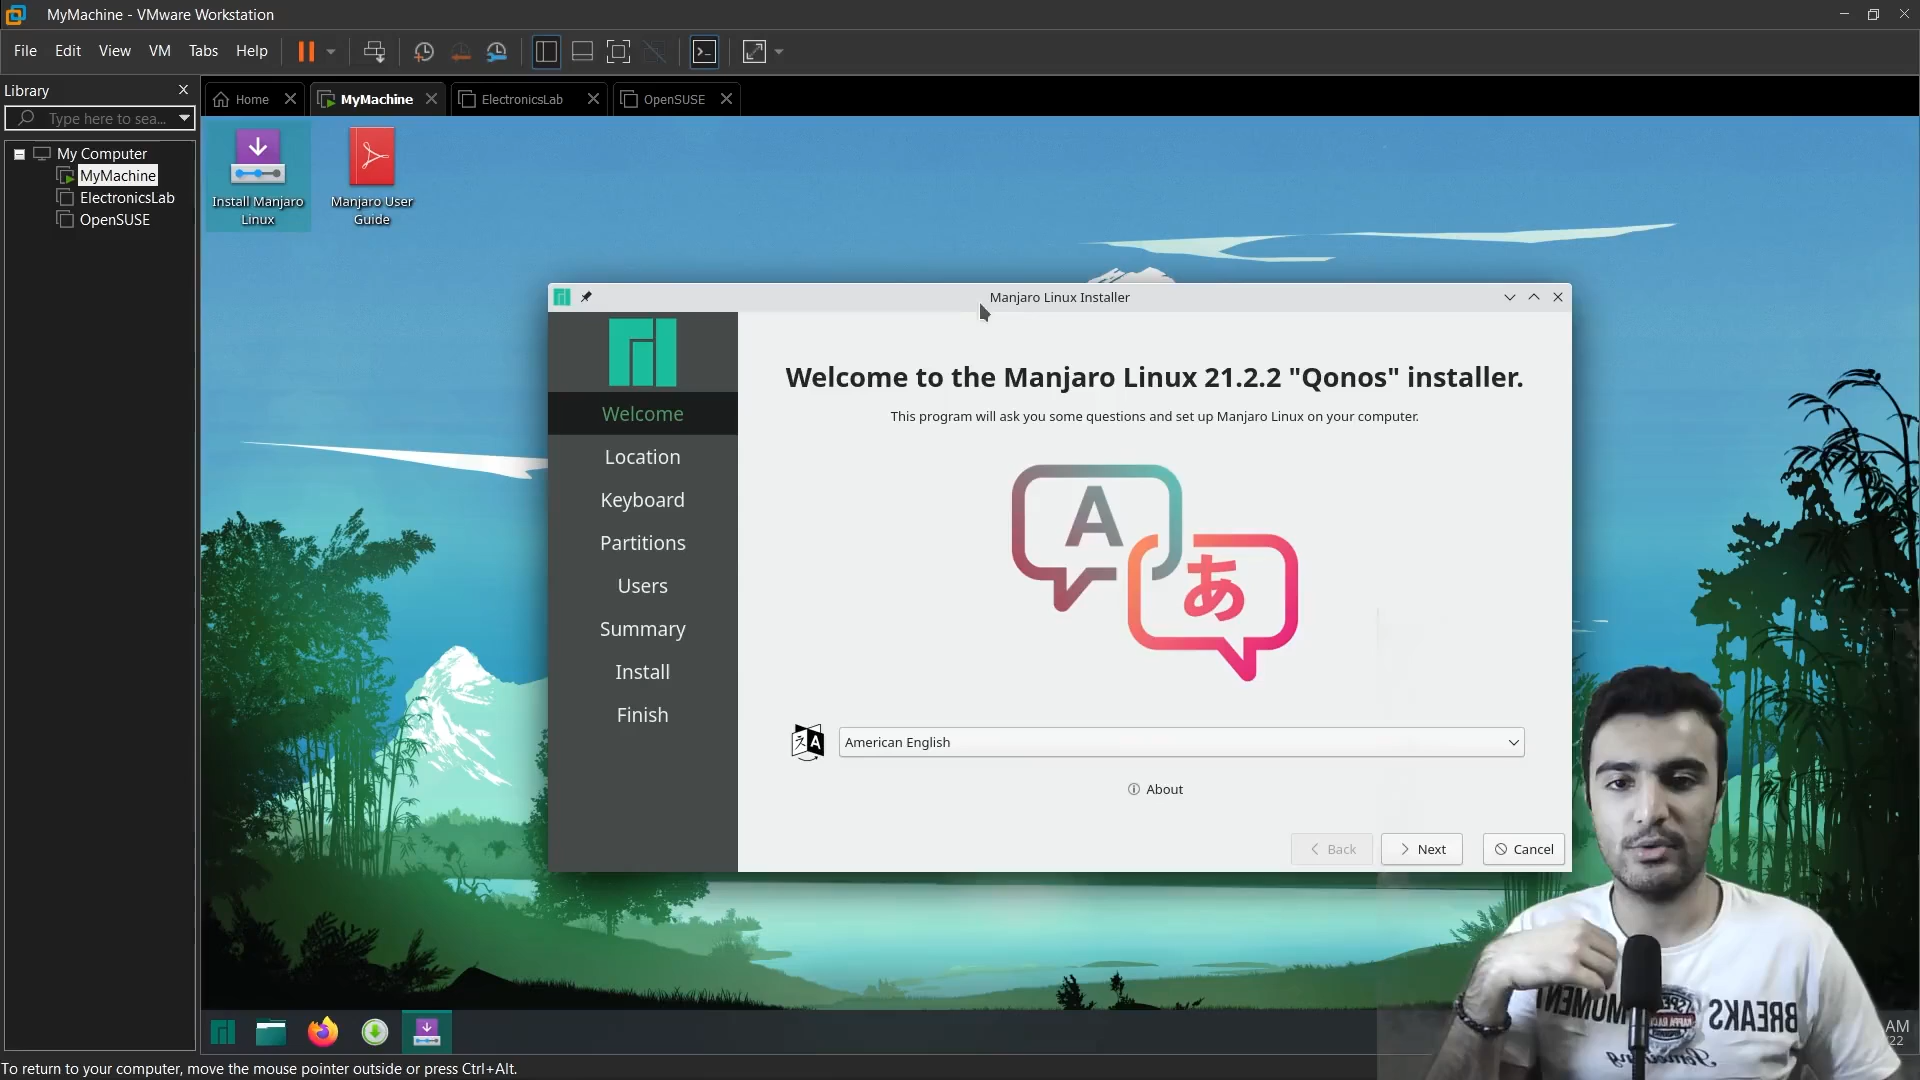 MyMachine - VMware Workstation
File Edit View VM Tabs Help
Library
Type here to sea...
My Computer
MyMachine
ElectronicsLab
OpenSUSE
Home
MyMachine
ElectronicsLab
OpenSUSE
Install Manjaro
Linux
Manjaro User
Guide
Manjaro Linux Installer
Welcome
Location
Keyboard
Partitions
Users
Summary
Install
Finish
Welcome to the Manjaro Linux 21.2.2 "Qonos" installer.
This program will ask you some questions and set up Manjaro Linux on your computer.
A
あ
American English
About
Back
Next
Cancel
BREAKS
MOMENT
AM
22
To return to your computer, move the mouse pointer outside or press Ctrl+Alt.